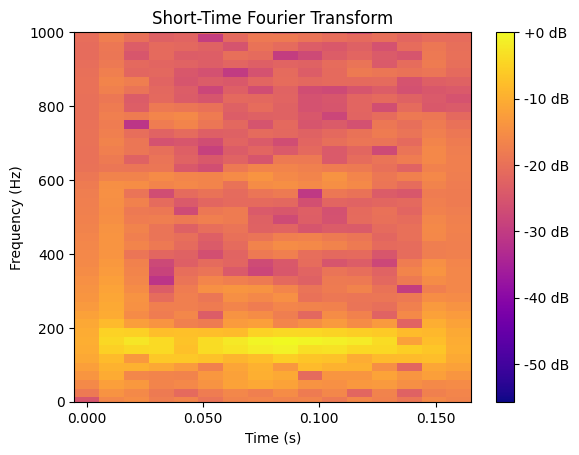 Short-Time Fourier Transform
1000
800
600
400
200
0
Frequency (Hz)
0.000
0.050
0.100
0.150
Time (s)
+0 dB
-10 dB
-20 dB
-30 dB
-40 dB
-50 dB